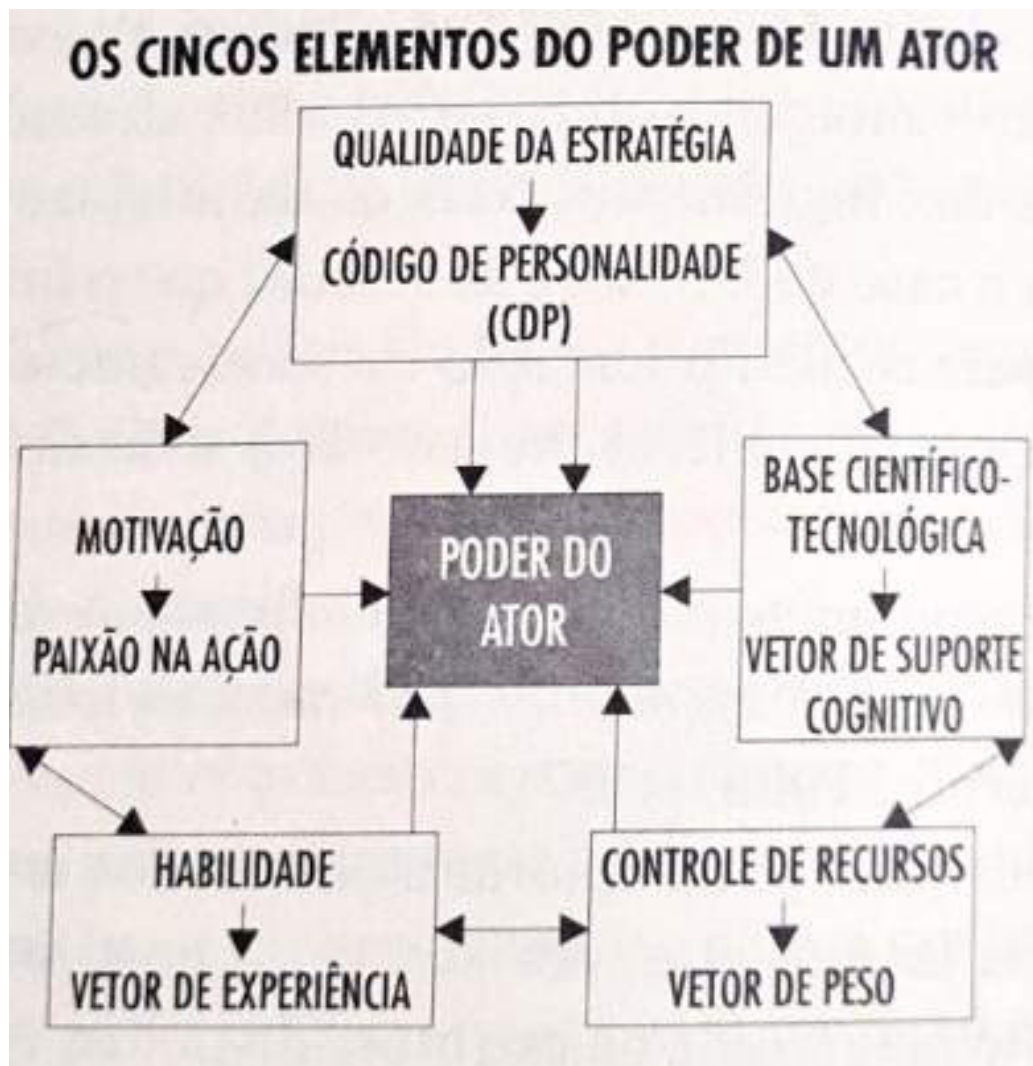 OS CINCOS ELEMENTOS DO PODER DE UM ATOR
QUALIDADE DA ESTRATÉGIA
CÓDIGO DE PERSONALIDADE
(CDP)
MOTIVAÇÃO
PAIXÃO NA AÇÃO
PODER DO
ATOR
BASE CIENTÍFICO-
TECNOLÓGICA
VETOR DE SUPORTE
COGNITIVO
HABILIDADE
VETOR DE EXPERIÊNCIA
CONTROLE DE RECURSOS
VETOR DE PESO